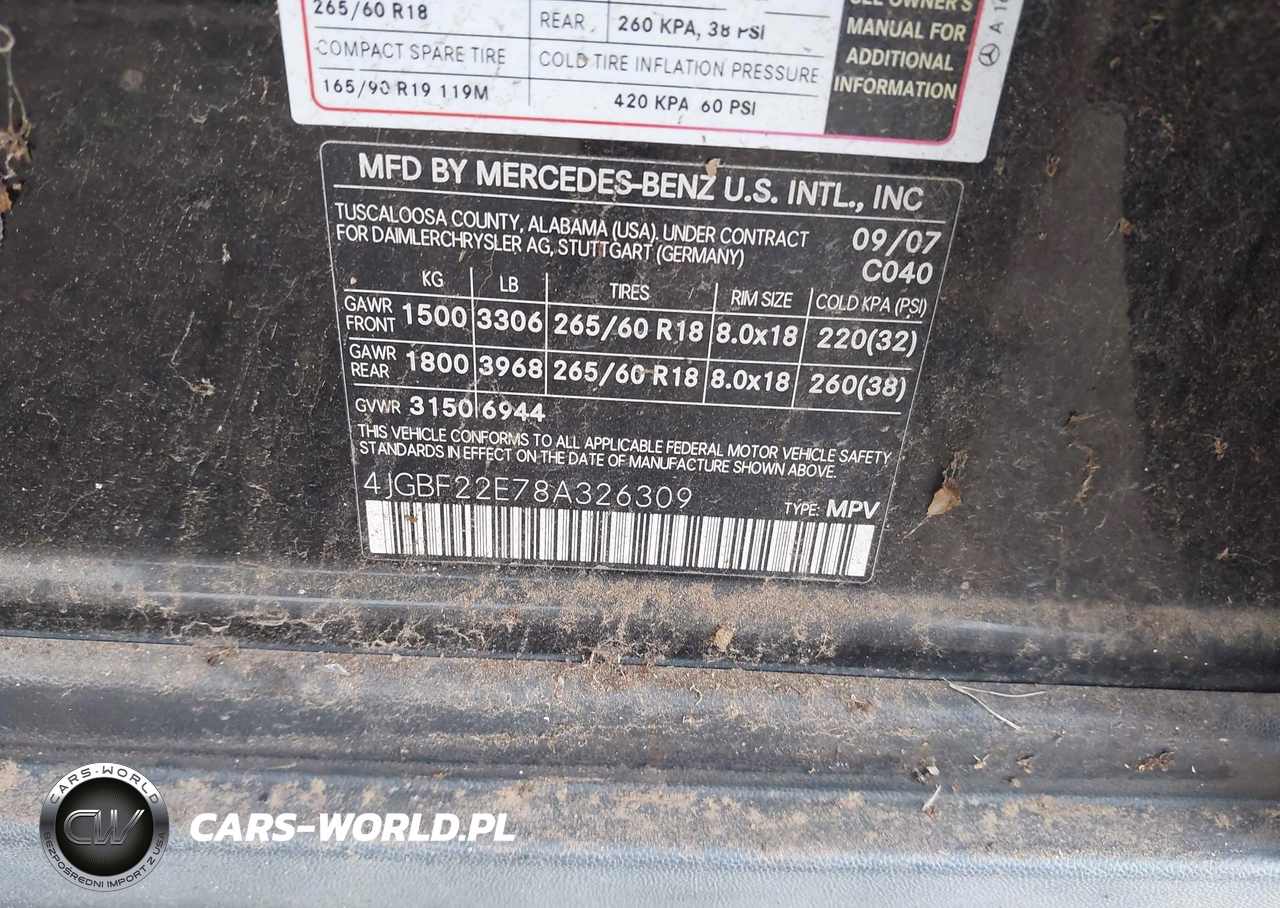 265/60 R18
REAR 260 KPA, 38 PSI
SEE OWNER'S
MANUAL FOR
ADDITIONAL
INFORMATION
COMPACT SPARE TIRE
COLD TIRE INFLATION PRESSURE
165/90 R19 119M
420 KPA 60 PSI
MFD BY MERCEDES-BENZ U.S. INTL., INC
TUSCALOOSA COUNTY, ALABAMA (USA). UNDER CONTRACT
FOR DAIMLERCHRYSLER AG, STUTTGART (GERMANY)
09/07
C040
KG LB TIRES RIM SIZE COLD KPA (PSI)
GAWR FRONT 1500 3306 265/60 R18 8.0x18 220(32)
GAWR REAR 1800 3968 265/60 R18 8.0x18 260(38)
GVWR 3150 6944
THIS VEHICLE CONFORMS TO ALL APPLICABLE FEDERAL MOTOR VEHICLE SAFETY
STANDARDS IN EFFECT ON THE DATE OF MANUFACTURE SHOWN ABOVE.
4JGBF22E78A326309
TYPE: MPV
CARS-WORLD
CW
BEZPOŚREDNI IMPORT Z USA
CARS-WORLD.PL